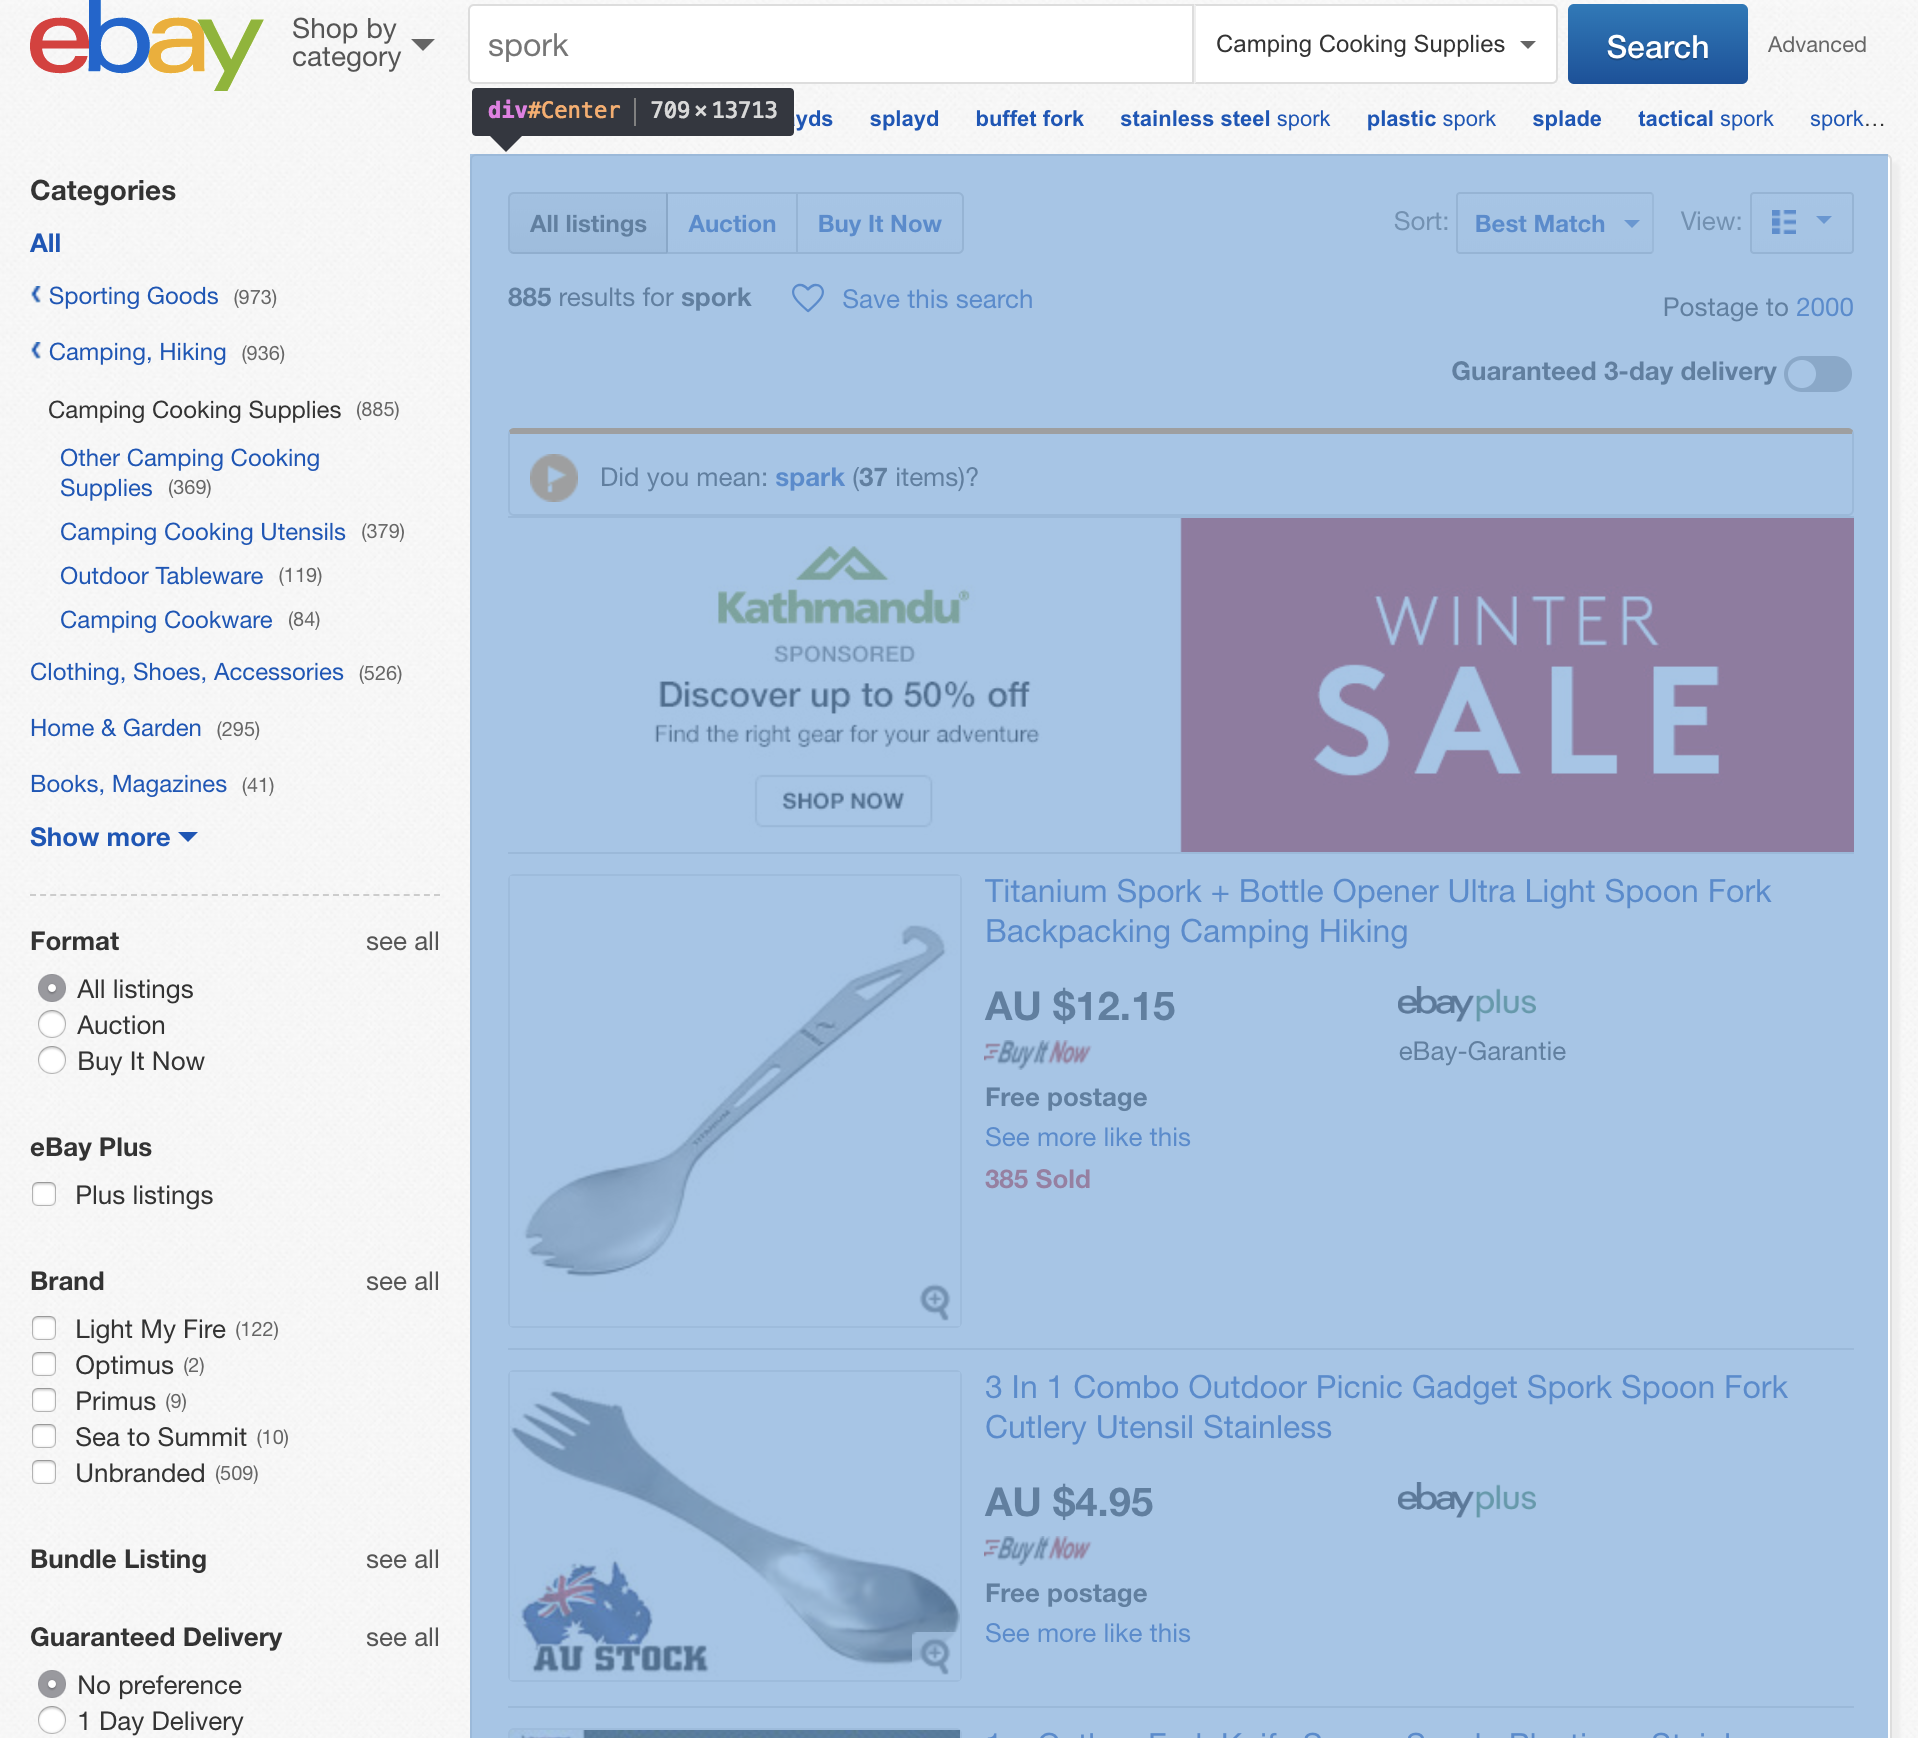 ebay
Shop by
category
spork
Camping Cooking Supplies
Search
Advanced
div#Center | 709 × 13713
yds splayd buffet fork stainless steel spork plastic spork splade tactical spork spork…
Categories
All
Sporting Goods (973)
Camping, Hiking (936)
Camping Cooking Supplies (885)
Other Camping Cooking
Supplies (369)
Camping Cooking Utensils (379)
Outdoor Tableware (119)
Camping Cookware (84)
Clothing, Shoes, Accessories (526)
Home & Garden (295)
Books, Magazines (41)
Show more
Format see all
All listings
Auction
Buy It Now
eBay Plus
Plus listings
Brand see all
Light My Fire (122)
Optimus (2)
Primus (9)
Sea to Summit (10)
Unbranded (509)
Bundle Listing see all
Guaranteed Delivery see all
No preference
1 Day Delivery
All listings Auction Buy It Now
Sort: Best Match View:
885 results for spork Save this search
Postage to 2000
Guaranteed 3-day delivery
Did you mean: spark (37 items)?
Kathmandu®
SPONSORED
Discover up to 50% off
Find the right gear for your adventure
SHOP NOW
WINTER
SALE
TITANIUM
Titanium Spork + Bottle Opener Ultra Light Spoon Fork
Backpacking Camping Hiking
AU $12.15
ebayplus
Buy It Now
eBay-Garantie
Free postage
See more like this
385 Sold
AU STOCK
3 In 1 Combo Outdoor Picnic Gadget Spork Spoon Fork
Cutlery Utensil Stainless
AU $4.95
ebayplus
Buy It Now
Free postage
See more like this